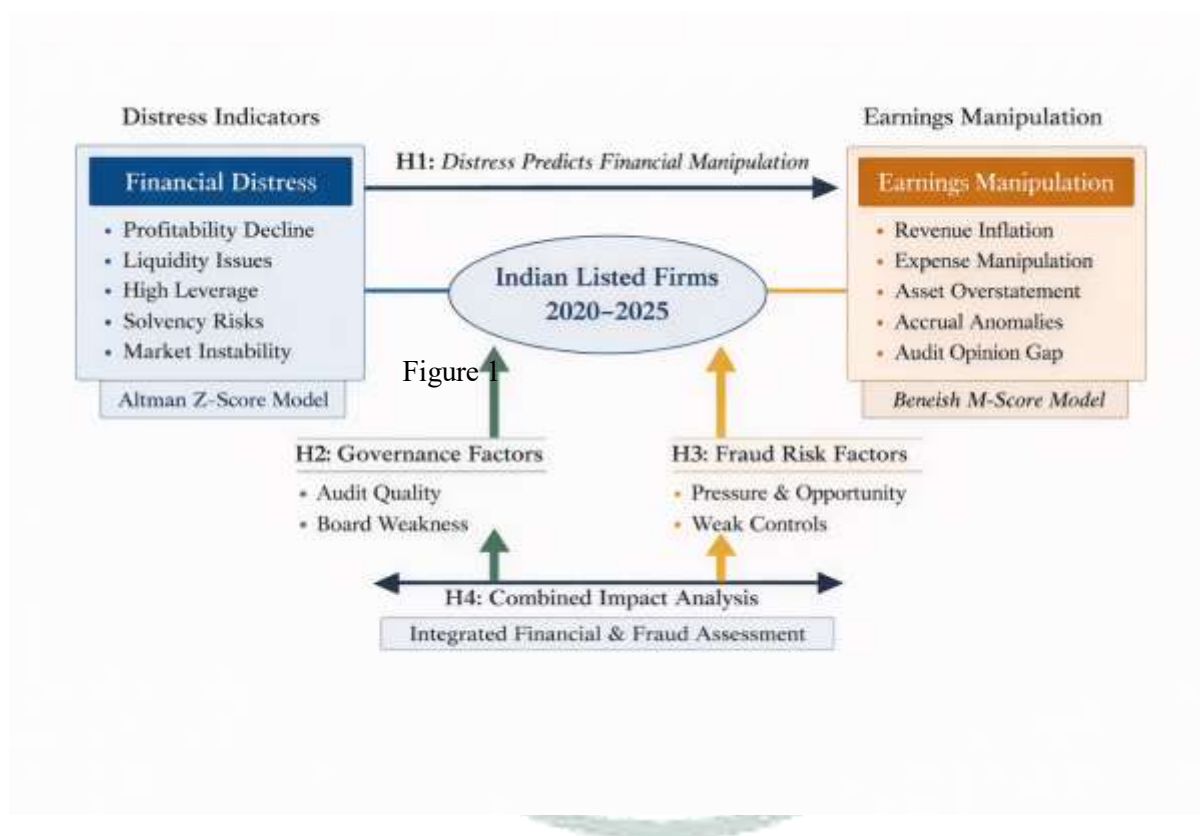 Distress Indicators
Financial Distress
• Profitability Decline
• Liquidity Issues
• High Leverage
• Solvency Risks
• Market Instability
Altman Z-Score Model
H1: Distress Predicts Financial Manipulation
Indian Listed Firms
2020–2025
Earnings Manipulation
Earnings Manipulation
• Revenue Inflation
• Expense Manipulation
• Asset Overstatement
• Accrual Anomalies
• Audit Opinion Gap
Beneish M-Score Model
Figure 1
H2: Governance Factors
• Audit Quality
• Board Weakness
H3: Fraud Risk Factors
• Pressure & Opportunity
• Weak Controls
H4: Combined Impact Analysis
Integrated Financial & Fraud Assessment